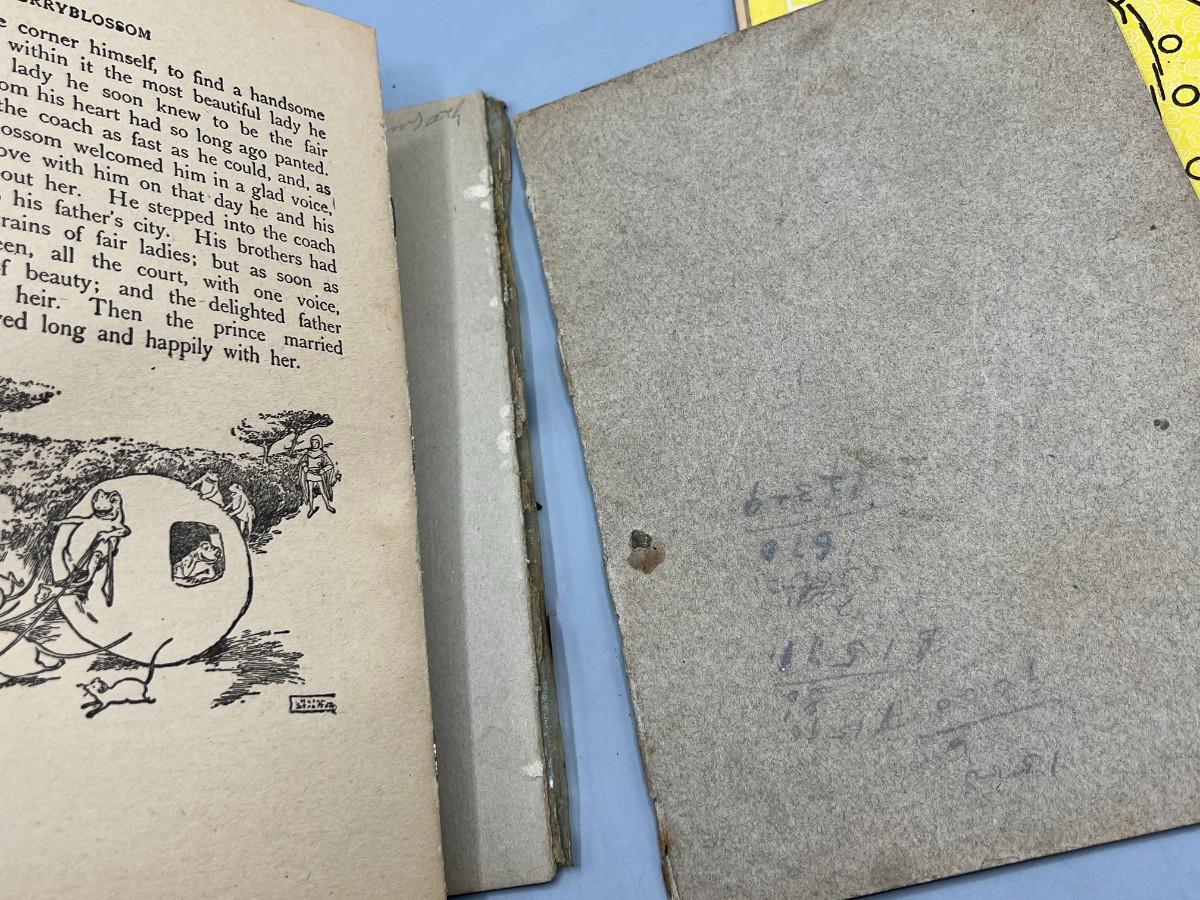 RRYBLOSSOM
e corner himself, to find a handsome
within it the most beautiful lady he
lady he soon knew to be the fair
om his heart had so long ago panted.
the coach as fast as he could, and, as
lossom welcomed him in a glad voice,
ove with him on that day he and his
out her. He stepped into the coach
his father's city. His brothers had
rains of fair ladies; but as soon as
een, all the court, with one voice,
f beauty; and the delighted father
heir. Then the prince married
ved long and happily with her.